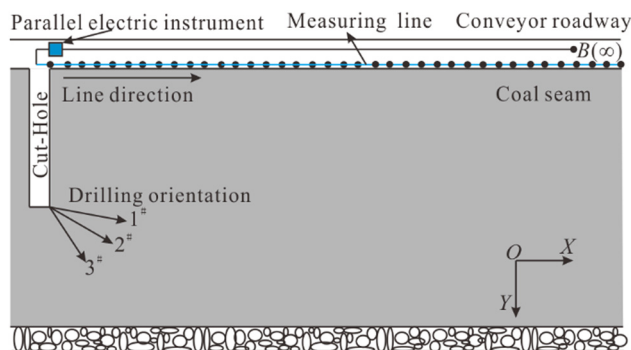 Parallel electric instrument Measuring line Conveyor roadway
B(∞)
Line direction
Coal seam
Cut-Hole
Drilling orientation
1#
2#
3#
O
X
Y